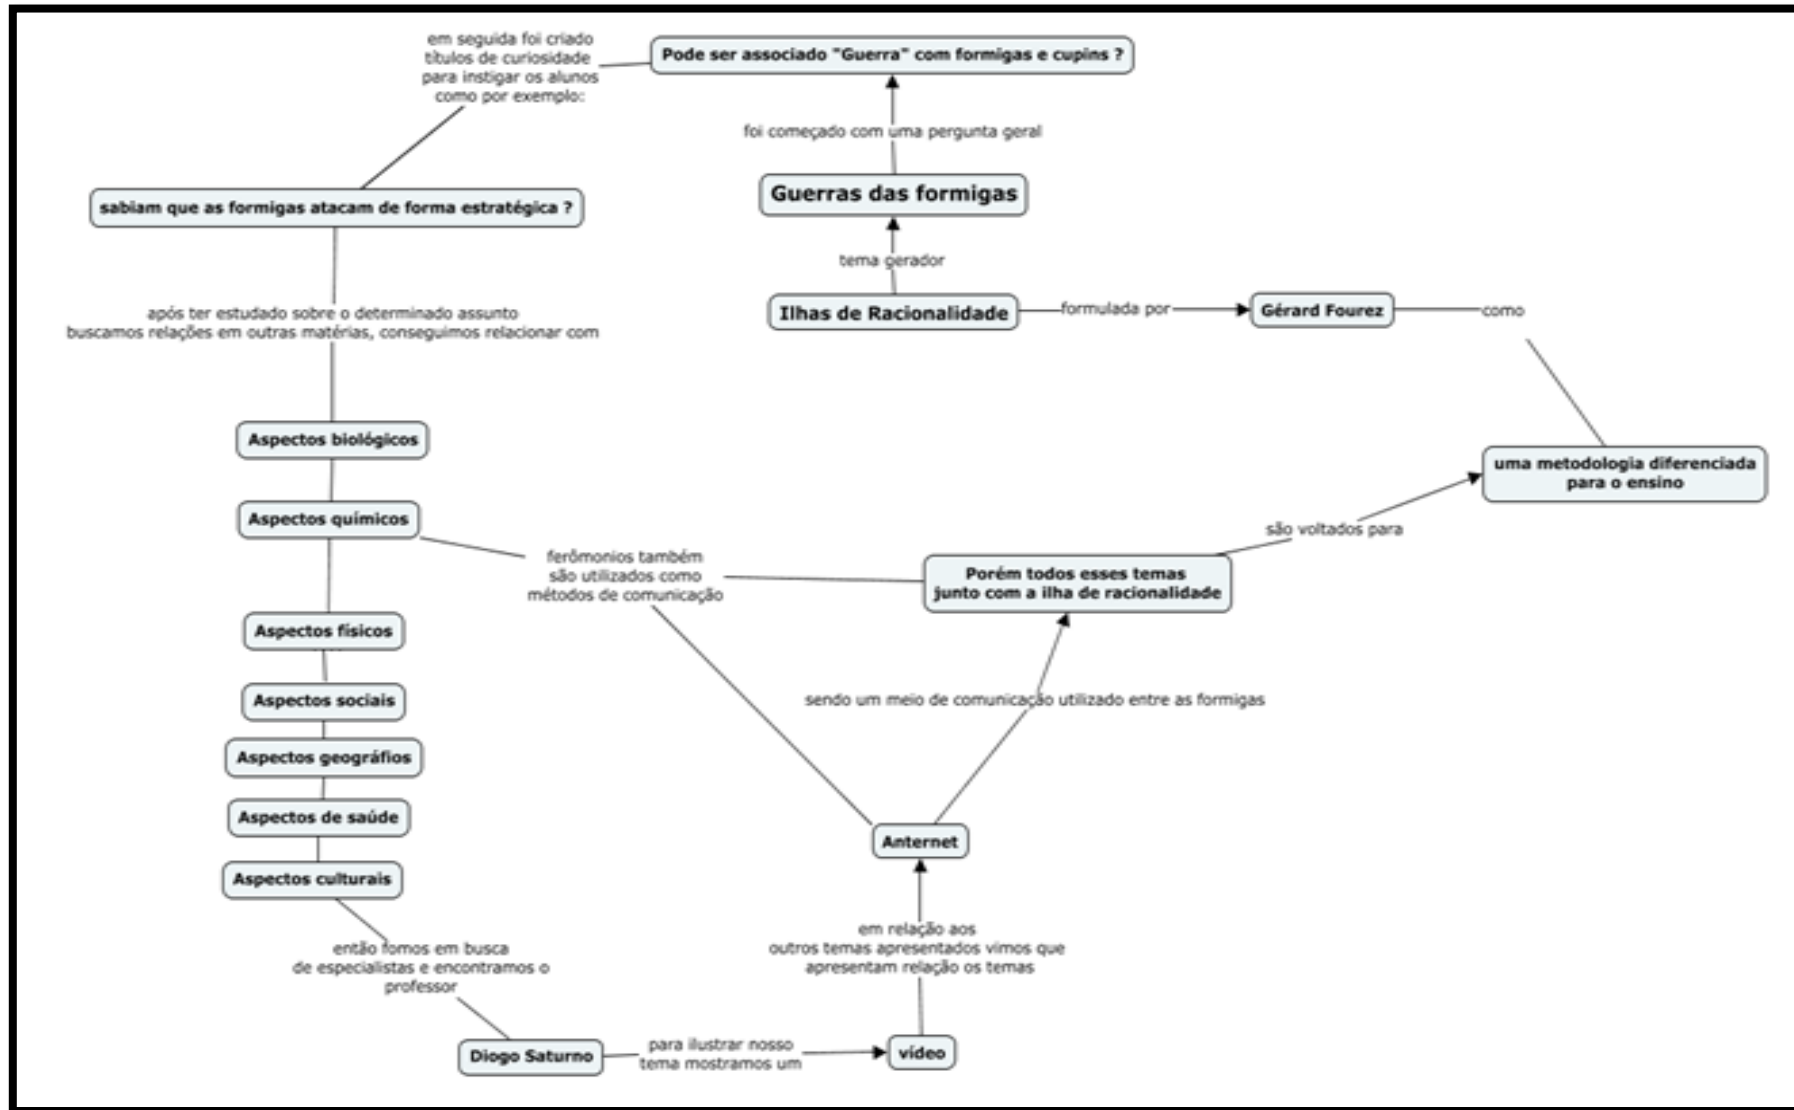 em seguida foi criado
títulos de curiosidade
para instigar os alunos
como por exemplo:
Pode ser associado "Guerra" com formigas e cupins ?
foi começado com uma pergunta geral
Guerras das formigas
sabiam que as formigas atacam de forma estratégica ?
tema gerador
Ilhas de Racionalidade
formulada por
Gérard Fourez
como
após ter estudado sobre o determinado assunto
buscamos relações em outras matérias, conseguimos relacionar com
Aspectos biológicos
uma metodologia diferenciada
para o ensino
Aspectos químicos
são voltados para
ferômonios também
são utilizados como
métodos de comunicação
Porém todos esses temas
junto com a ilha de racionalidade
Aspectos físicos
Aspectos sociais
sendo um meio de comunicação utilizado entre as formigas
Aspectos geográfios
Aspectos de saúde
Anternet
Aspectos culturais
então fomos em busca
de especialistas e encontramos o
professor
em relação aos
outros temas apresentados vimos que
apresentam relação os temas
Diogo Saturno
para ilustrar nosso
tema mostramos um
vídeo